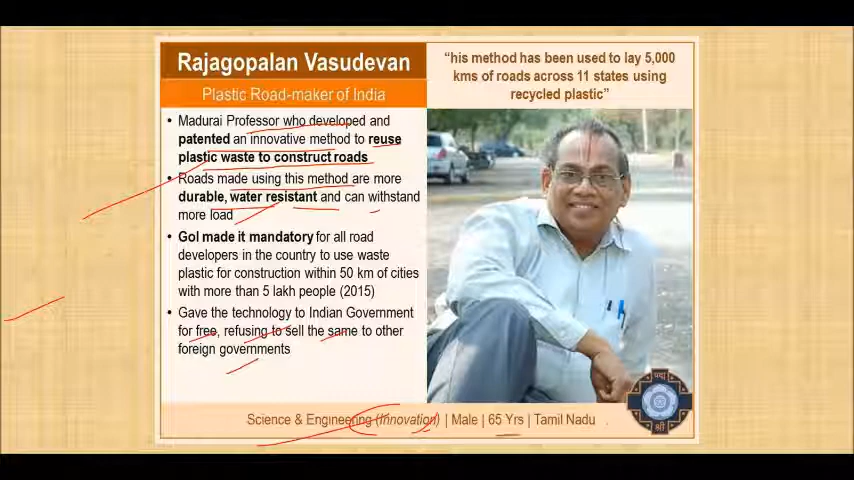 Rajagopalan Vasudevan
Plastic Road-maker of India
"his method has been used to lay 5,000
kms of roads across 11 states using
recycled plastic"
• Madurai Professor who developed and
patented an innovative method to reuse
plastic waste to construct roads
• Roads made using this method are more
durable, water resistant and can withstand
more load
• GoI made it mandatory for all road
developers in the country to use waste
plastic for construction within 50 km of cities
with more than 5 lakh people (2015)
• Gave the technology to Indian Government
for free, refusing to sell the same to other
foreign governments
Science & Engineering (Innovation) | Male | 65 Yrs | Tamil Nadu
पद्म
श्री